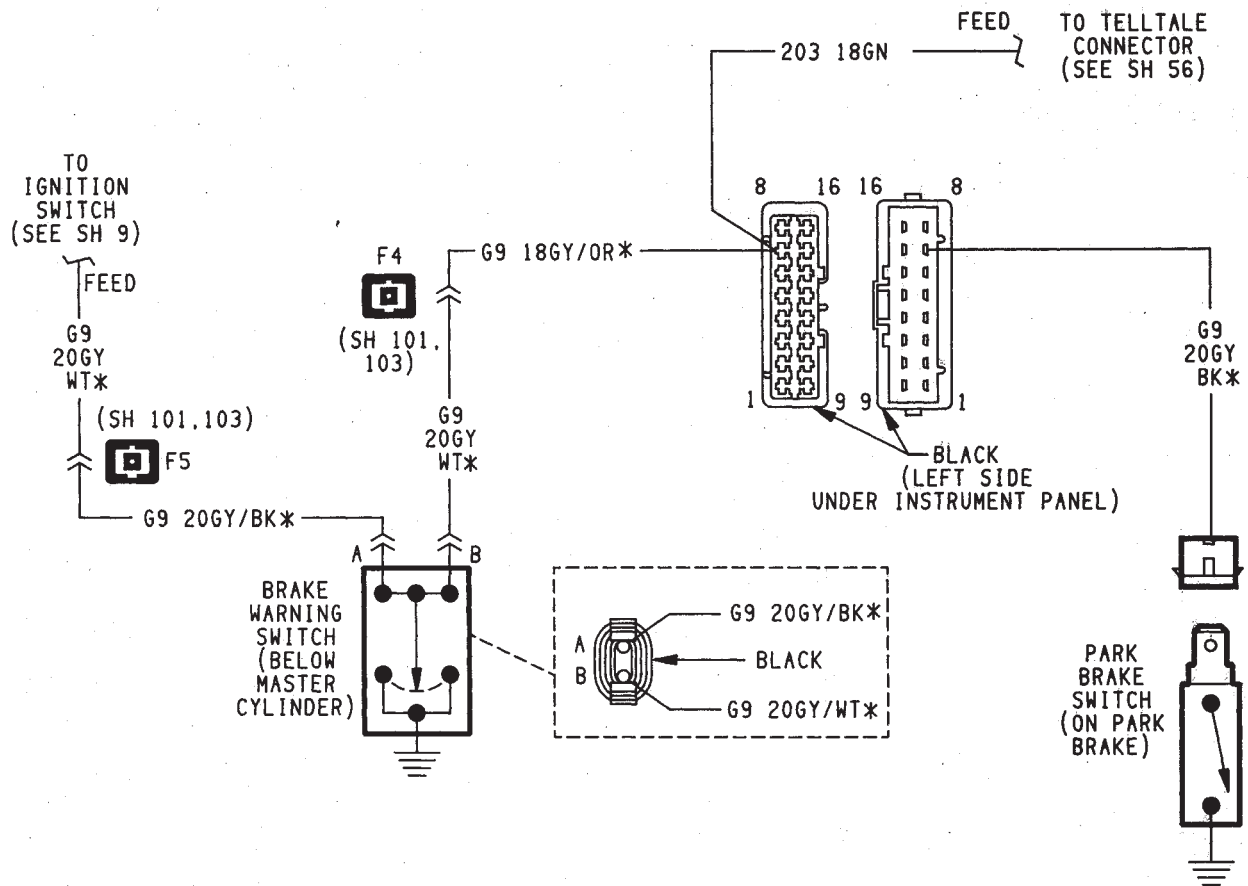 FEED
TO TELLTALE
CONNECTOR
(SEE SH 56)
203 18GN
TO
IGNITION
SWITCH
(SEE SH 9)
FEED
G9
20GY
WT*
(SH 101,103)
F5
G9 20GY/BK*
F4
(SH 101,
103)
G9 18GY/OR*
G9
20GY
WT*
8 16 16 8
1 9 9 1
BLACK
(LEFT SIDE
UNDER INSTRUMENT PANEL)
G9
20GY
BK*
A B
BRAKE
WARNING
SWITCH
(BELOW
MASTER
CYLINDER)
G9 20GY/BK*
A
BLACK
B
G9 20GY/WT*
PARK
BRAKE
SWITCH
(ON PARK
BRAKE)